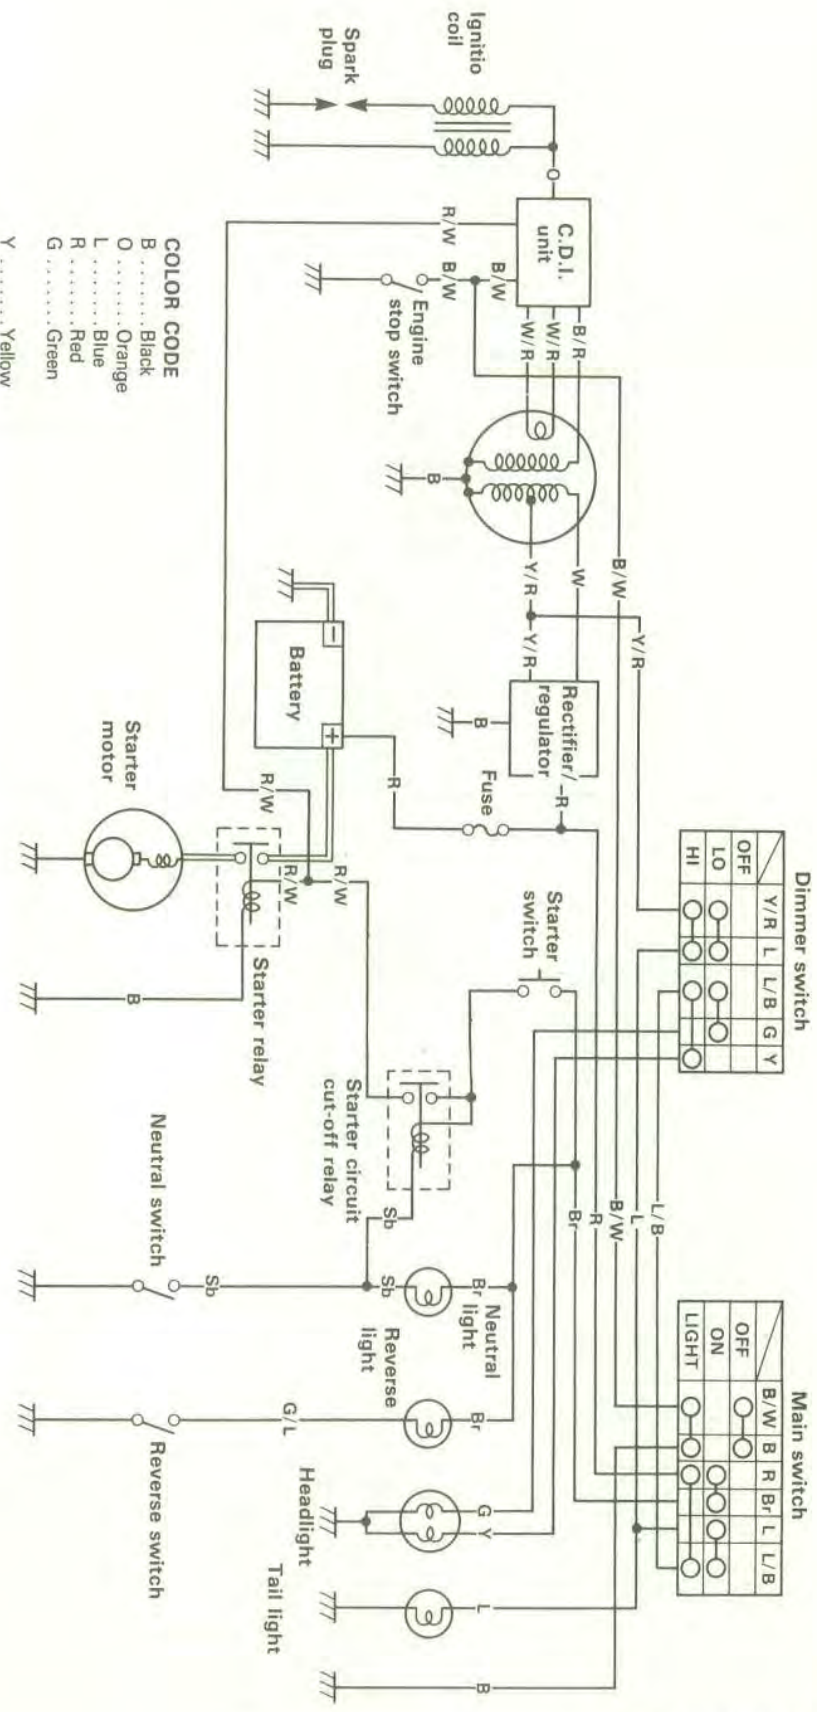 Dimmer switch
Y/R L L/B G Y
OFF
LO
HI
Main switch
B/W B R Br L L/B
OFF
ON
LIGHT
Ignitio
coil
Spark
plug
O
C.D.I.
unit
R/W
B/W
B/W
Engine
stop switch
B/R
W/R
W/R
B
B/W
W
Y/R
Y/R
Y/R
Rectifier/
regulator
B
R
Fuse
R
Battery
- +
R/W
R/W
R/W
Starter
motor
Starter relay
B
Starter
switch
Starter circuit
cut-off relay
Sb
L/B
L
B/W
R
Br
Neutral switch
Sb
Sb
Br
Neutral
light
Reverse
light
Br
G/L
Reverse switch
G
Y
Headlight
L
Tail light
B
COLOR CODE
B ........ Black
O ........ Orange
L ........ Blue
R ........ Red
G ....... Green
Y ....... Yellow